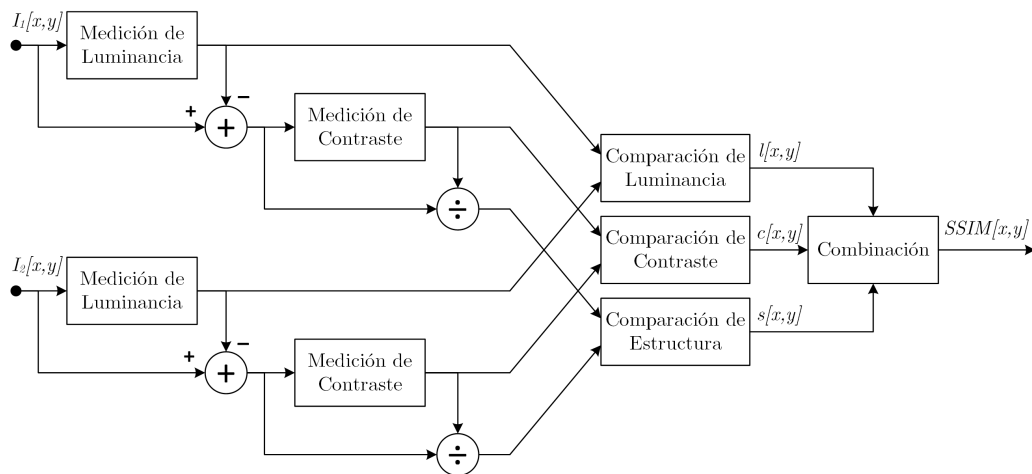 I₁[x,y]
Medición de
Luminancia
+
−
+
Medición de
Contraste
÷
I₂[x,y]
Medición de
Luminancia
+
−
+
Medición de
Contraste
÷
Comparación de
Luminancia
l[x,y]
Comparación de
Contraste
c[x,y]
Comparación de
Estructura
s[x,y]
Combinación
SSIM[x,y]